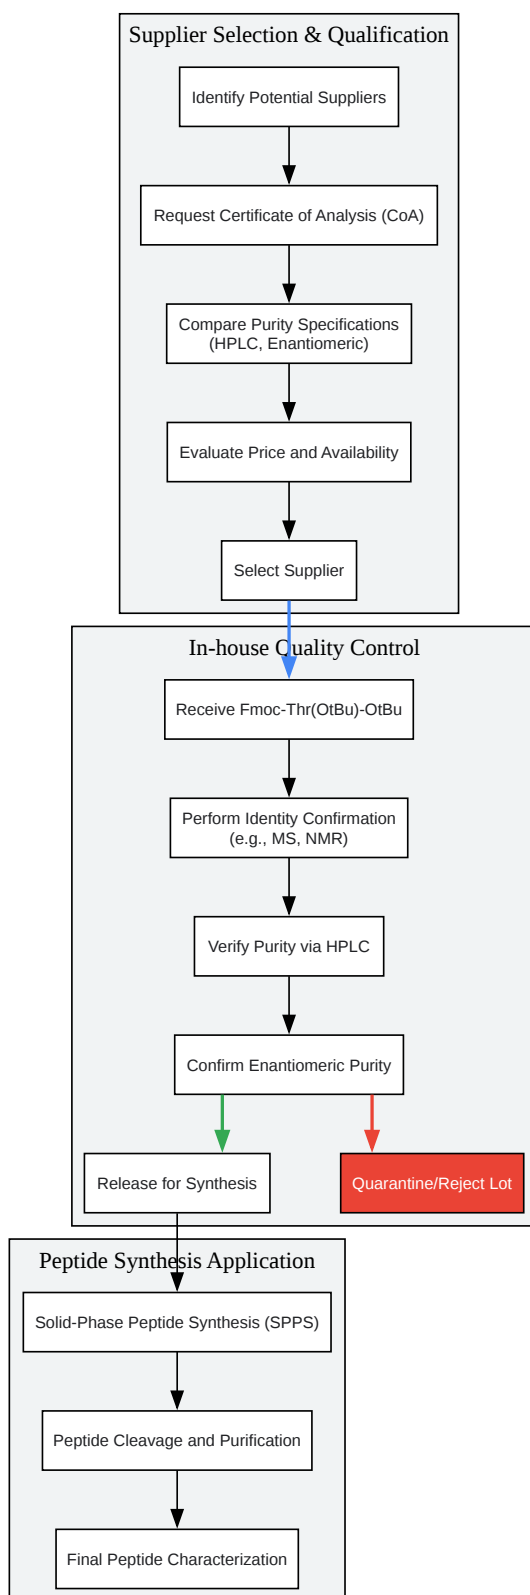 Supplier Selection & Qualification
Identify Potential Suppliers
Request Certificate of Analysis (CoA)
Compare Purity Specifications
(HPLC, Enantiomeric)
Evaluate Price and Availability
Select Supplier
In-house Quality Control
Receive Fmoc-Thr(OtBu)-OtBu
Perform Identity Confirmation
(e.g., MS, NMR)
Verify Purity via HPLC
Confirm Enantiomeric Purity
Release for Synthesis
Quarantine/Reject Lot
Peptide Synthesis Application
Solid-Phase Peptide Synthesis (SPPS)
Peptide Cleavage and Purification
Final Peptide Characterization